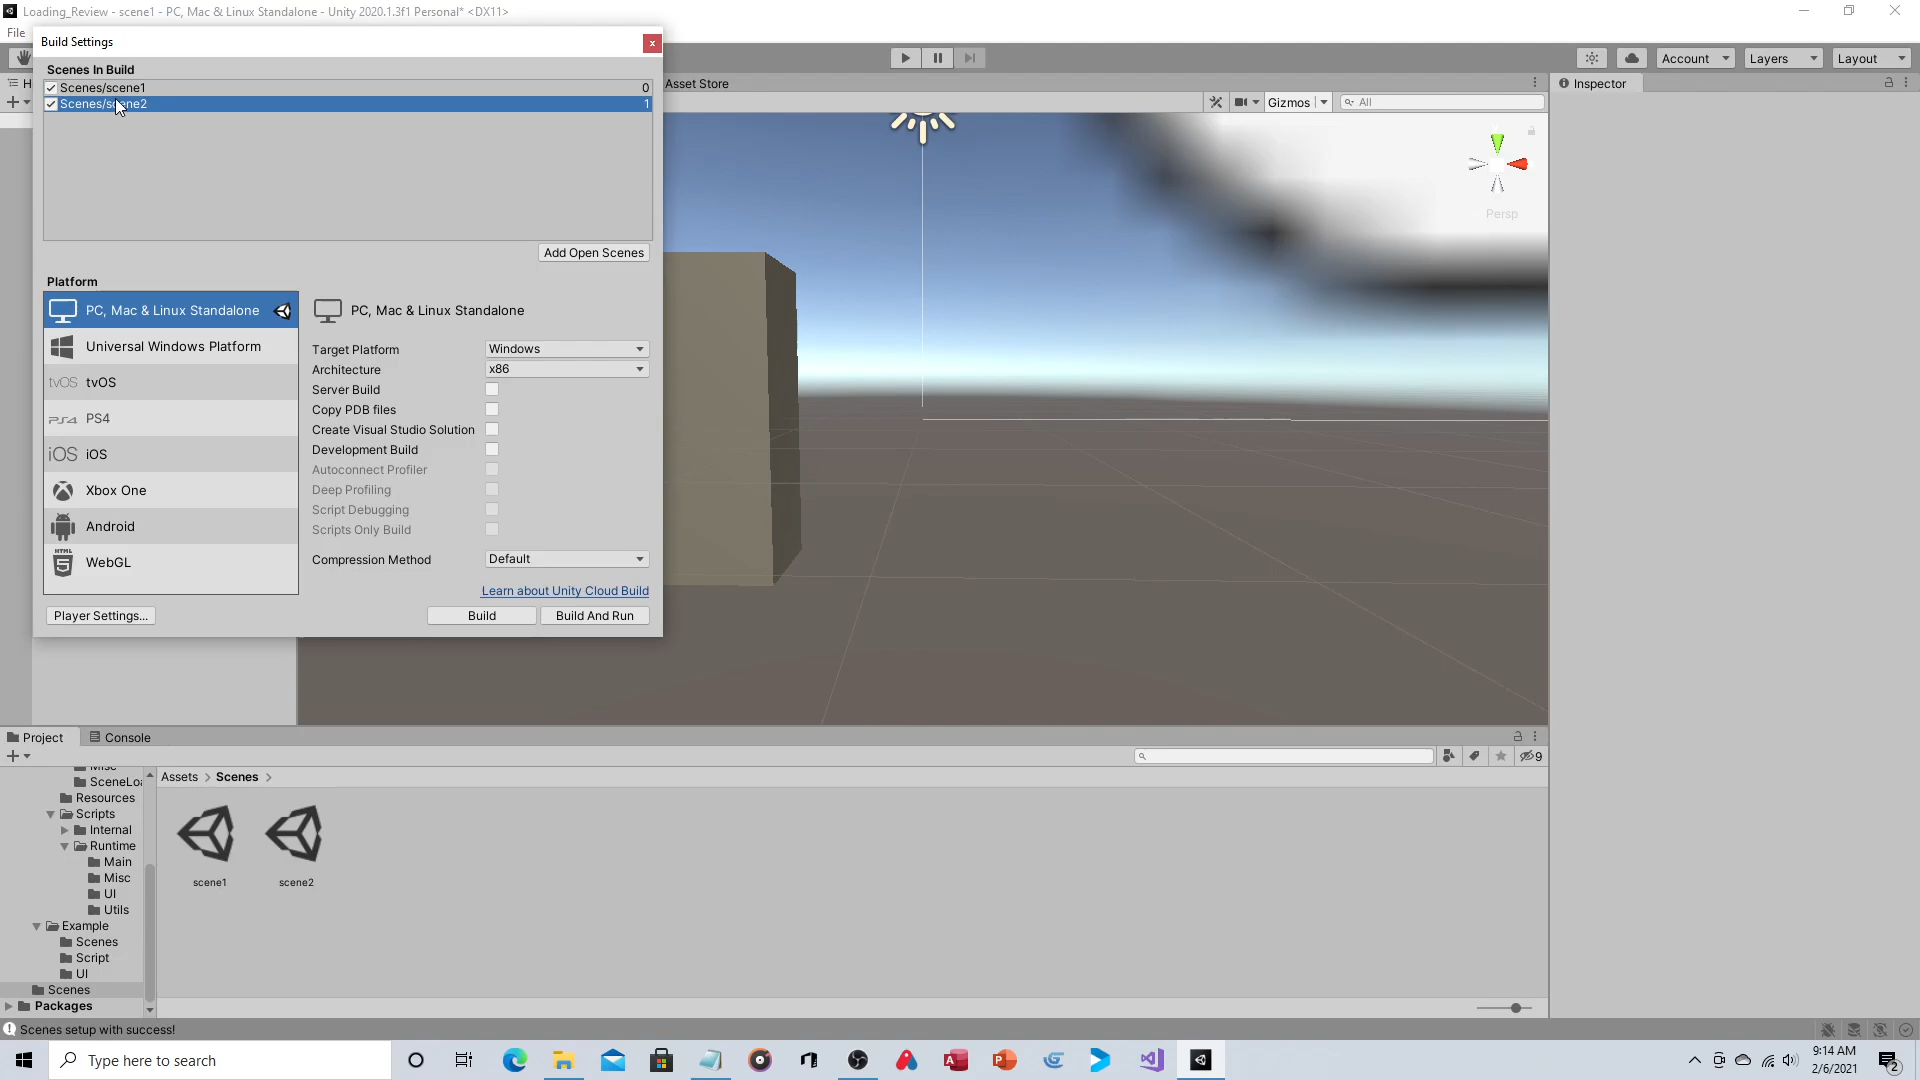 Loading_Review - scene1 - PC, Mac & Linux Standalone - Unity 2020.1.3f1 Personal* <DX11>
File
Build Settings
x
Scenes In Build
Scenes/scene1 0
Scenes/scene2 1
Add Open Scenes
Platform
PC, Mac & Linux Standalone
Universal Windows Platform
tvOS tvOS
PS4 PS4
iOS iOS
Xbox One
Android
HTML 5 WebGL
Player Settings...
PC, Mac & Linux Standalone
Target Platform Windows
Architecture x86
Server Build
Copy PDB files
Create Visual Studio Solution
Development Build
Autoconnect Profiler
Deep Profiling
Script Debugging
Scripts Only Build
Compression Method Default
Learn about Unity Cloud Build
Build Build And Run
Account Layers Layout
H
Asset Store
Gizmos All
Persp
Inspector
Project Console
9
SceneLoa
Resources
Scripts
Internal
Runtime
Main
Misc
UI
Utils
Example
Scenes
Script
UI
Scenes
Packages
Assets > Scenes >
scene1 scene2
Scenes setup with success!
Type here to search
9:14 AM
2/6/2021
2